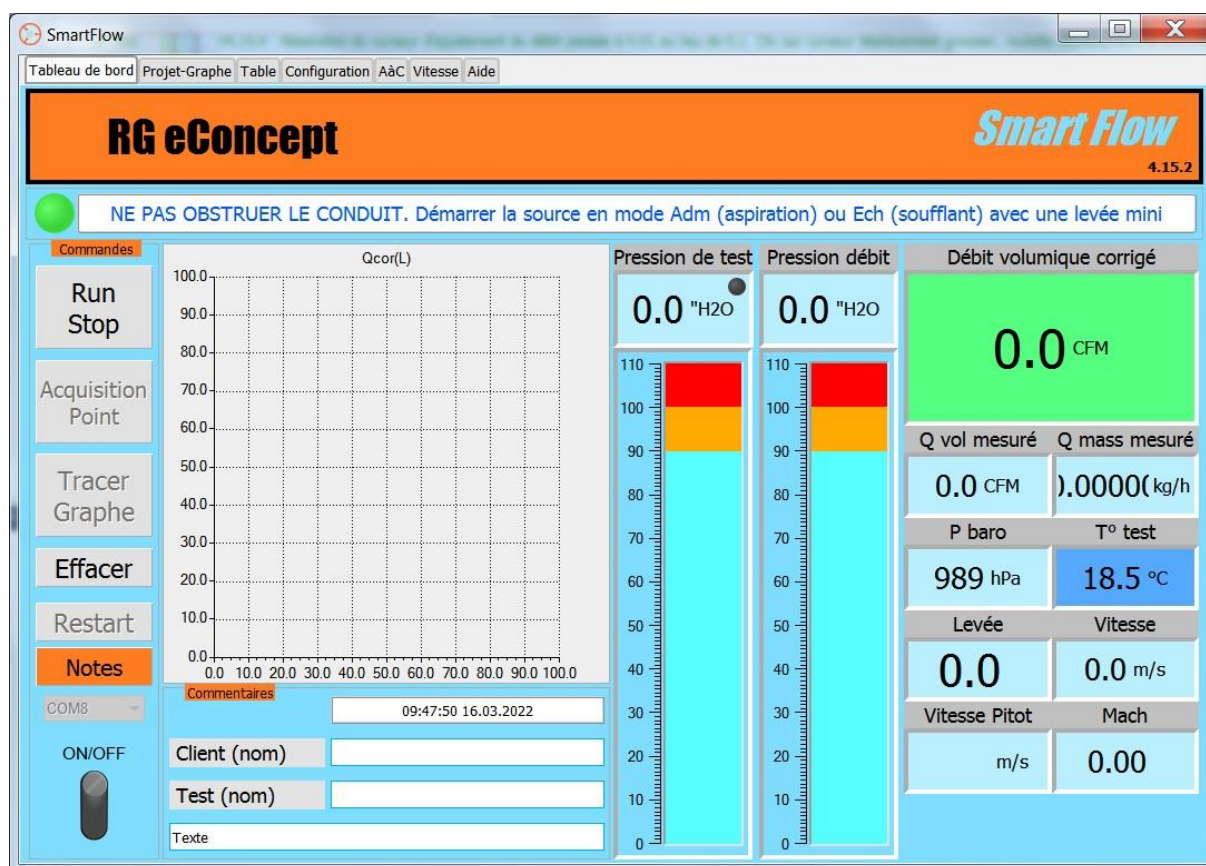 SmartFlow
Tableau de bord Projet-Graphe Table Configuration AàC Vitesse Aide
RG eConcept
Smart Flow
4.15.2
NE PAS OBSTRUER LE CONDUIT. Démarrer la source en mode Adm (aspiration) ou Ech (soufflant) avec une levée mini
Commandes
Run
Stop
Acquisition
Point
Tracer
Graphe
Effacer
Restart
Notes
COM8
ON/OFF
Qcor(L)
100.0
90.0
80.0
70.0
60.0
50.0
40.0
30.0
20.0
10.0
0.0
0.0 10.0 20.0 30.0 40.0 50.0 60.0 70.0 80.0 90.0 100.0
Commentaires
09:47:50 16.03.2022
Client (nom)
Test (nom)
Texte
Pression de test
0.0 "H2O
110
100
90
80
70
60
50
40
30
20
10
0
Pression débit
0.0 "H2O
110
100
90
80
70
60
50
40
30
20
10
0
Débit volumique corrigé
0.0 CFM
Q vol mesuré Q mass mesuré
0.0 CFM .0000 kg/h
P baro T° test
989 hPa 18.5 °C
Levée Vitesse
0.0 0.0 m/s
Vitesse Pitot Mach
m/s 0.00